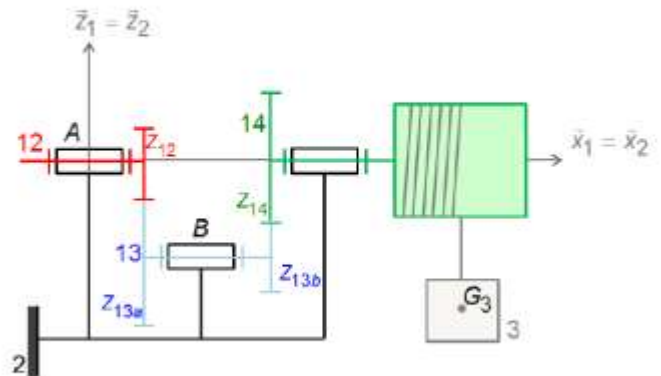 z̄₁ = z̄₂
12
A
Z₁₂
14
x̄₁ = x̄₂
Z₁₄
B
13
Z₁₃ₐ
Z₁₃b
G₃
3
2